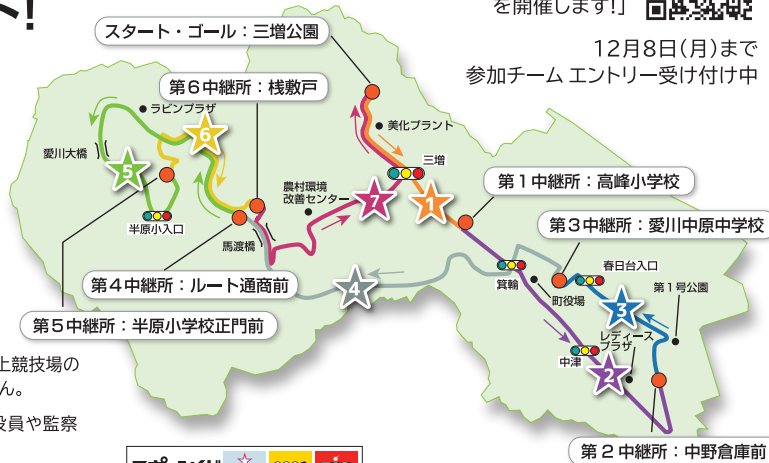 ト!
を開催します!」
12月8日(月)まで
参加チーム エントリー受け付け中
スタート・ゴール:三増公園
第6中継所:桟敷戸
ラビンプラザ
6
美化プラント
愛川大橋
三増
5
農村環境
改善センター
7
1
第1中継所:高峰小学校
半原小入口
馬渡橋
第3中継所:愛川中原中学校
春日台入口
第4中継所:ルート通商前
4
箕輪
町役場
第1号公園
3
第5中継所:半原小学校正門前
レディース
プラザ
中津
2
上競技場の
ん。
役員や監察
第2中継所:中野倉庫前